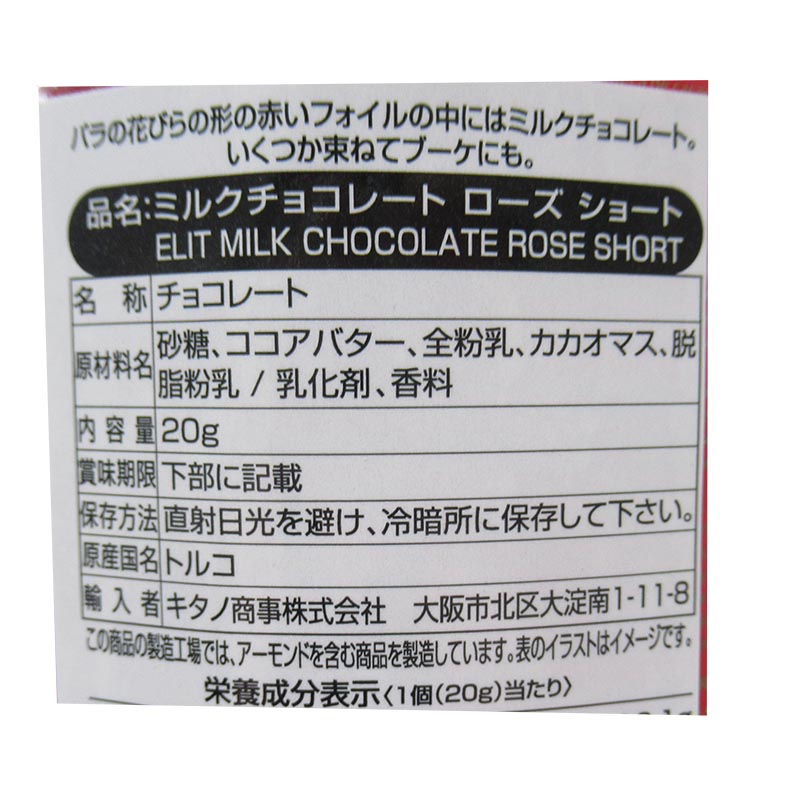 バラの花びらの形の赤いフォイルの中にはミルクチョコレート。
いくつか束ねてブーケにも。
品名:ミルクチョコレート ローズ ショート
ELIT MILK CHOCOLATE ROSE SHORT
名 称 チョコレート
原材料名 砂糖、ココアバター、全粉乳、カカオマス、脱
脂粉乳 / 乳化剤、香料
内容量 20g
賞味期限 下部に記載
保存方法 直射日光を避け、冷暗所に保存して下さい。
原産国名 トルコ
輸入者 キタノ商事株式会社 大阪市北区大淀南1-11-8
この商品の製造工場では、アーモンドを含む商品を製造しています。表のイラストはイメージです。
栄養成分表示〈1個(20g)当たり〉